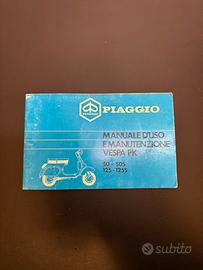 PIAGGIO
PIAGGIO
MANUALE D'USO
E MANUTENZIONE
VESPA PK
50 - 50S
125 - 125S
subito